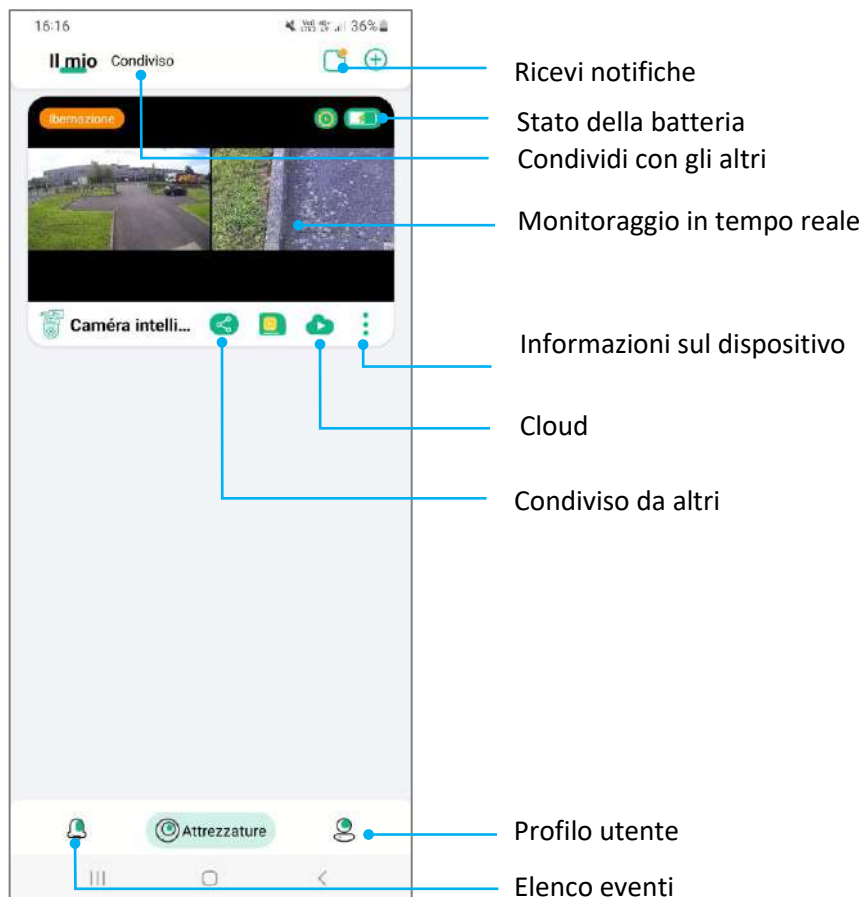 16:16
36%
Il mio Condiviso
Ricevi notifiche
Ibernazione
Stato della batteria
Condividi con gli altri
Monitoraggio in tempo reale
Caméra intelli...
Informazioni sul dispositivo
Cloud
Condiviso da altri
Attrezzature
Profilo utente
Elenco eventi